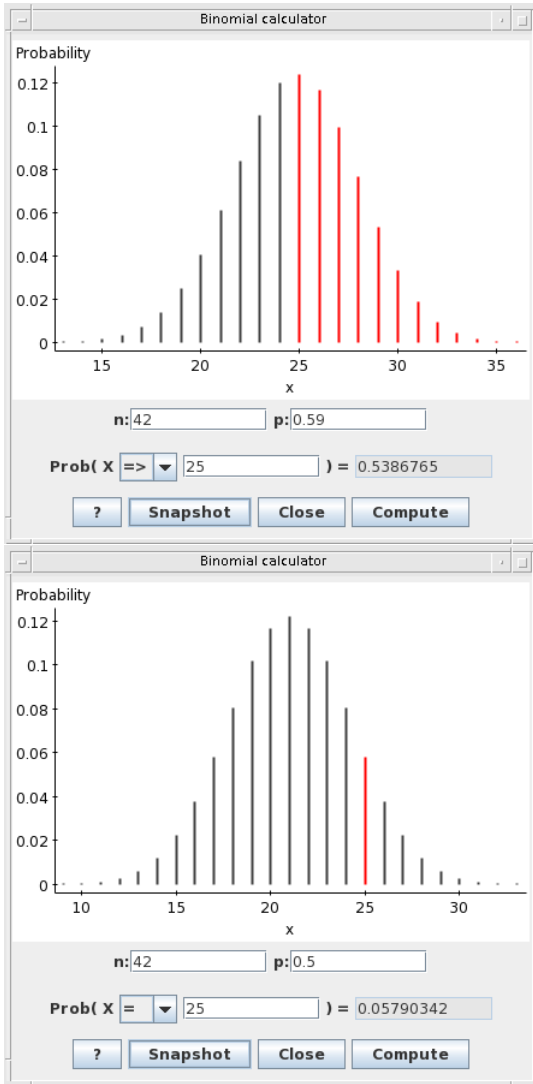 Binomial calculator
Probability
0.12
0.1
0.08
0.06
0.04
0.02
0
15 20 25 30 35
x
n: 42 p: 0.59
Prob( X => 25 ) = 0.5386765
? Snapshot Close Compute
Binomial calculator
Probability
0.12
0.1
0.08
0.06
0.04
0.02
0
10 15 20 25 30
x
n: 42 p: 0.5
Prob( X = 25 ) = 0.05790342
? Snapshot Close Compute